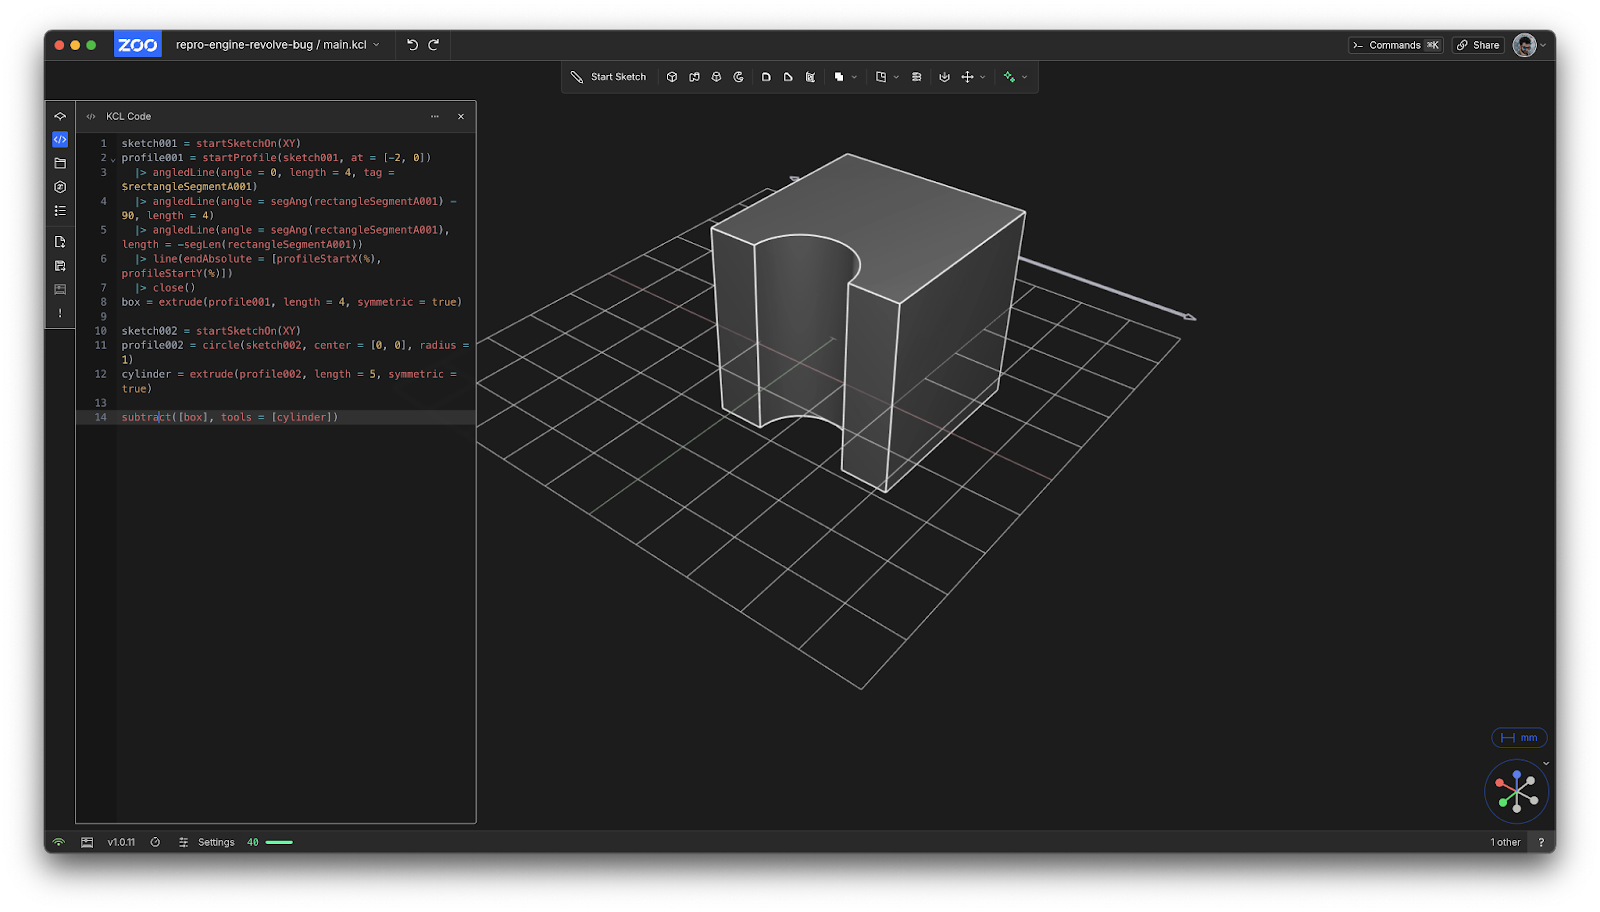 ZOO
repro-engine-revolve-bug / main.kcl
Commands ⌘K
Share
Start Sketch
KCL Code
1 sketch001 = startSketchOn(XY)
2 profile001 = startProfile(sketch001, at = [-2, 0])
3 |> angledLine(angle = 0, length = 4, tag =
$rectangleSegmentA001)
4 |> angledLine(angle = segAng(rectangleSegmentA001) -
90, length = 4)
5 |> angledLine(angle = segAng(rectangleSegmentA001),
length = -segLen(rectangleSegmentA001))
6 |> line(endAbsolute = [profileStartX(%),
profileStartY(%)])
7 |> close()
8 box = extrude(profile001, length = 4, symmetric = true)
9
10 sketch002 = startSketchOn(XY)
11 profile002 = circle(sketch002, center = [0, 0], radius =
1)
12 cylinder = extrude(profile002, length = 5, symmetric =
true)
13
14 subtract([box], tools = [cylinder])
mm
v1.0.11
Settings
40
1 other
?